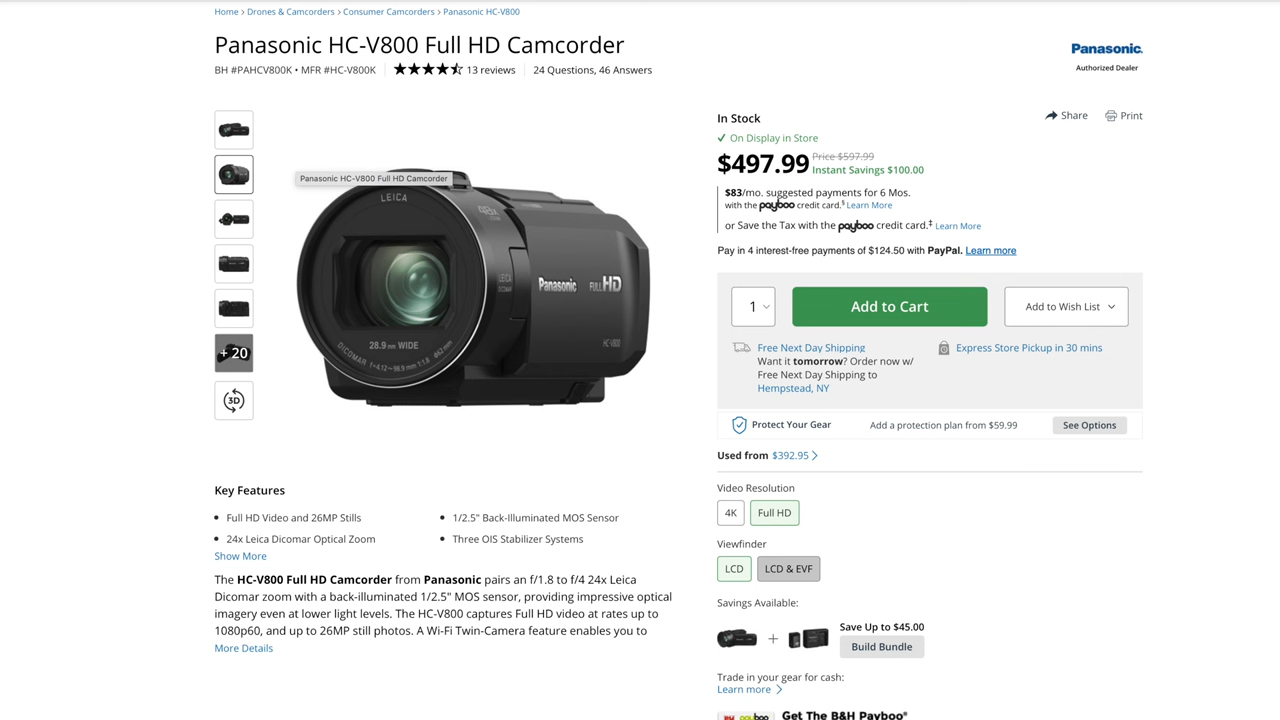 Home > Drones & Camcorders > Consumer Camcorders > Panasonic HC-V800
Panasonic HC-V800 Full HD Camcorder
BH #PAHCV800K • MFR #HC-V800K
13 reviews
24 Questions, 46 Answers
Panasonic.
Authorized Dealer
+ 20
3D
Panasonic HC-V800 Full HD Camcorder
LEICA
LEICA
DICOMAR
Panasonic
FULL HD
28.9mm WIDE
HC-V800
In Stock
Share
Print
✓ On Display in Store
$497.99
Price $597.99
Instant Savings $100.00
$83/mo. suggested payments for 6 Mos.
with the payboo credit card.§ Learn More
or Save the Tax with the payboo credit card.‡ Learn More
Pay in 4 interest-free payments of $124.50 with PayPal. Learn more
1
Add to Cart
Add to Wish List
Free Next Day Shipping
Want it tomorrow? Order now w/
Free Next Day Shipping to
Hempstead, NY
Express Store Pickup in 30 mins
Protect Your Gear
Add a protection plan from $59.99
See Options
Used from $392.95 >
Key Features
• Full HD Video and 26MP Stills
• 1/2.5" Back-Illuminated MOS Sensor
• 24x Leica Dicomar Optical Zoom
• Three OIS Stabilizer Systems
Show More
The HC-V800 Full HD Camcorder from Panasonic pairs an f/1.8 to f/4 24x Leica
Dicomar zoom with a back-illuminated 1/2.5" MOS sensor, providing impressive optical
imagery even at lower light levels. The HC-V800 captures Full HD video at rates up to
1080p60, and up to 26MP still photos. A Wi-Fi Twin-Camera feature enables you to
More Details
Video Resolution
4K
Full HD
Viewfinder
LCD
LCD & EVF
Savings Available:
+
Save Up to $45.00
Build Bundle
Trade in your gear for cash:
Learn more >
Get The B&H Payboo®